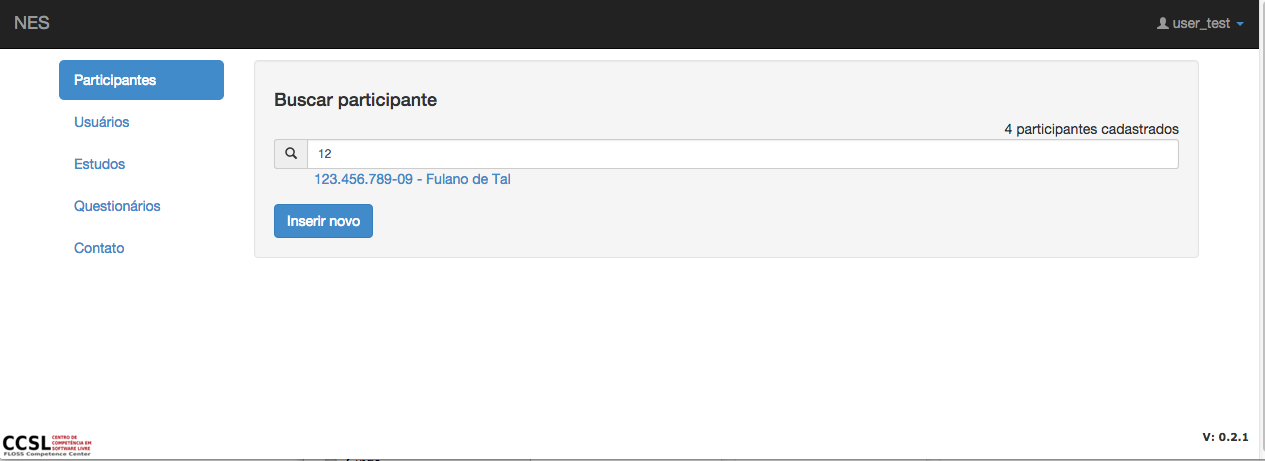 NES
user_test
Participantes
Usuários
Estudos
Questionários
Contato
Buscar participante
4 participantes cadastrados
12
123.456.789-09 - Fulano de Tal
Inserir novo
CCSL
CENTRO DE
COMPETÊNCIA EM
SOFTWARE LIVRE
FLOSS Competence Center
V: 0.2.1